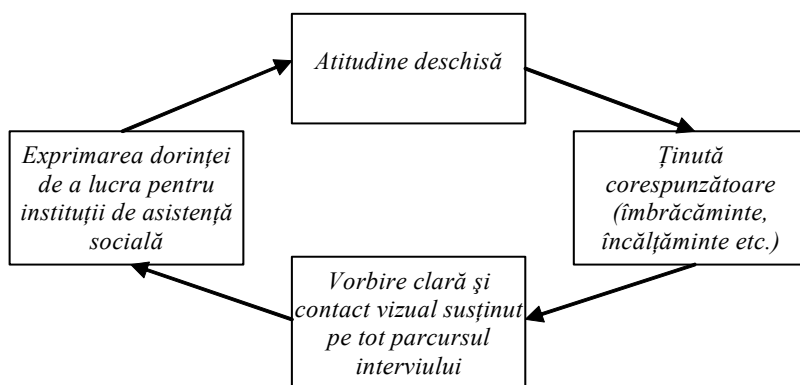 Atitudine deschisă
Exprimarea dorinței
de a lucra pentru
instituții de asistență
socială
Ținută
corespunzătoare
(îmbrăcăminte,
încălțăminte etc.)
Vorbire clară şi
contact vizual susținut
pe tot parcursul
interviului